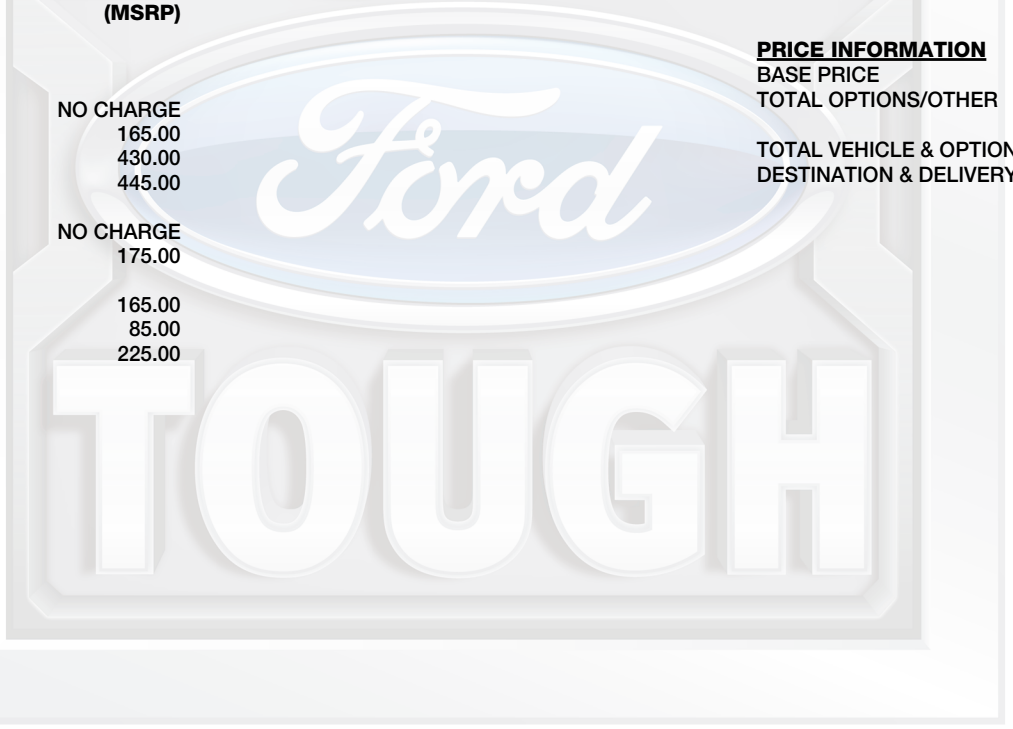 (MSRP)
NO CHARGE
165.00
430.00
445.00
NO CHARGE
175.00
165.00
85.00
225.00
PRICE INFORMATION
BASE PRICE
TOTAL OPTIONS/OTHER
TOTAL VEHICLE & OPTION
DESTINATION & DELIVERY
Ford
TOUGH